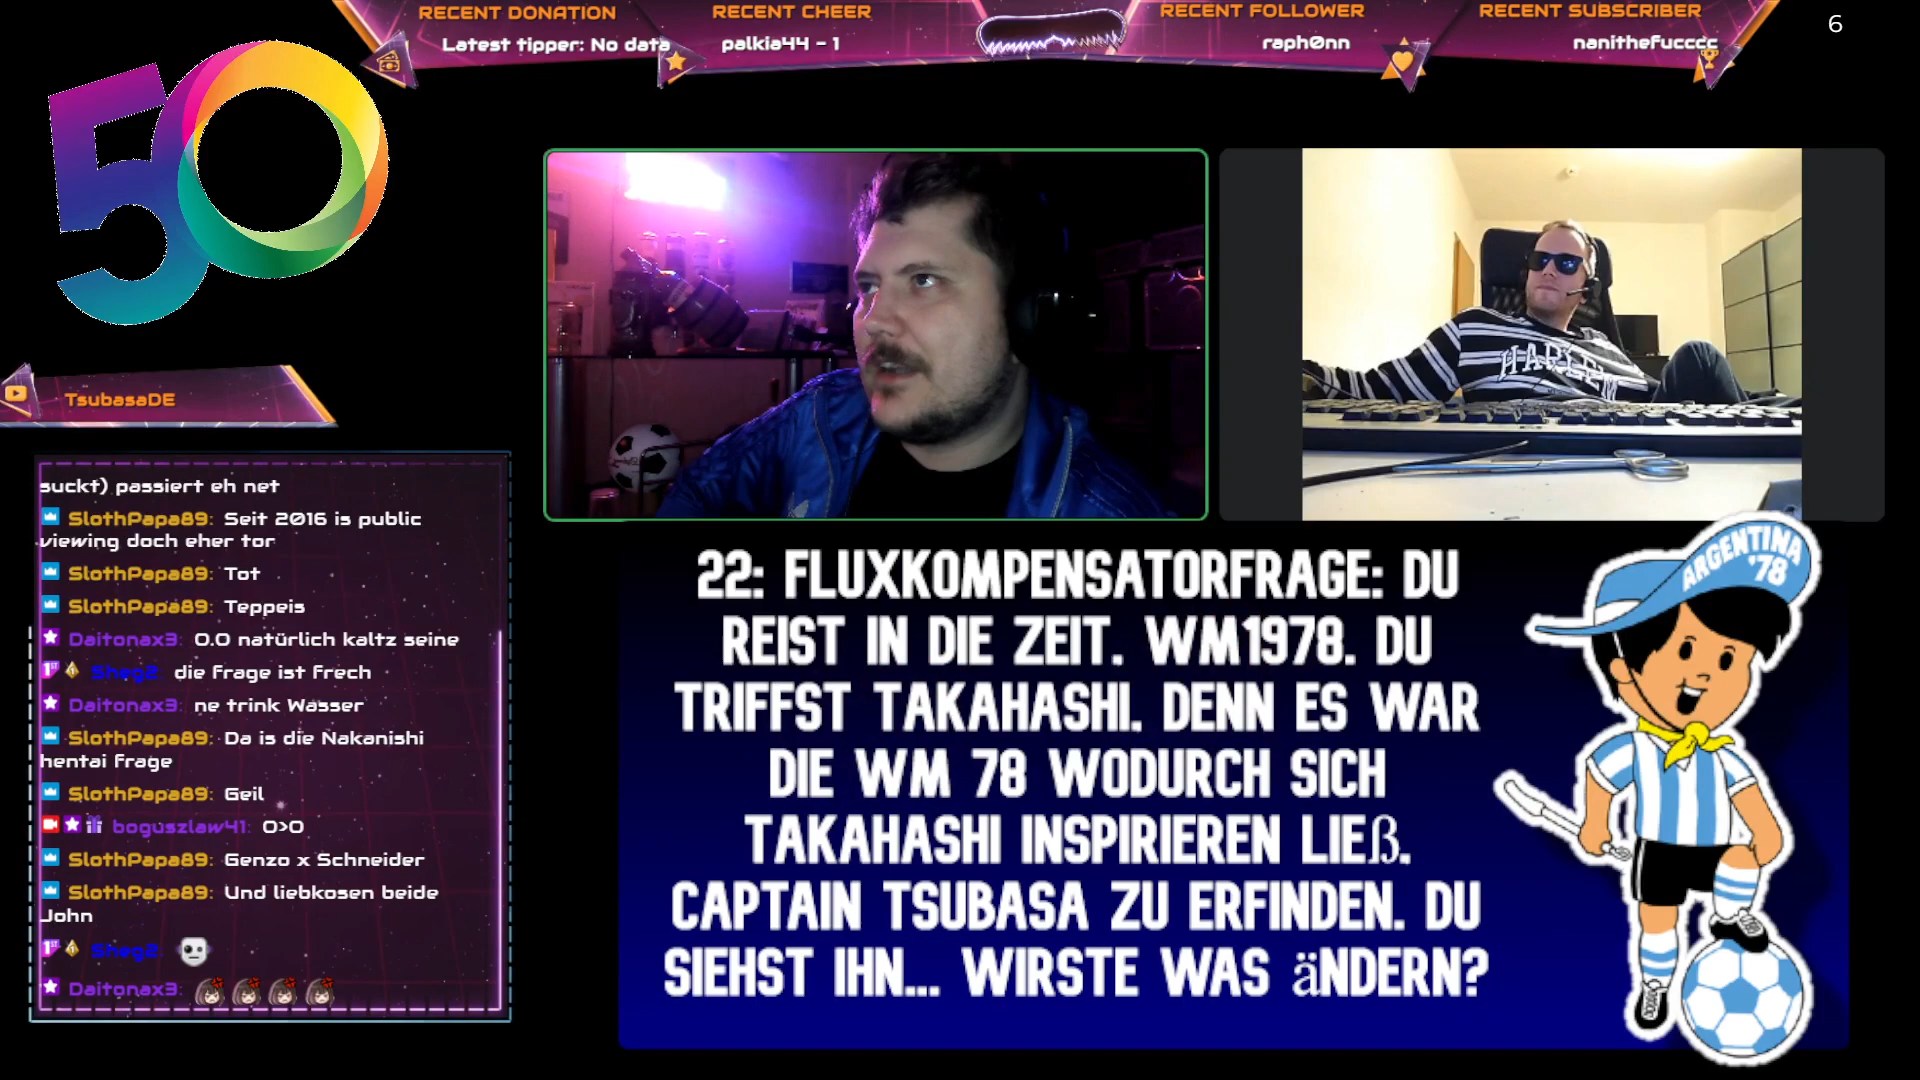 RECENT DONATION
Latest tipper: No data
RECENT CHEER
palkia44 - 1
RECENT FOLLOWER
raph0nn
RECENT SUBSCRIBER
nanithefucccc
6
50
TsubasaDE
suckt) passiert eh net
SlothPapa89: Seit 2016 is public
viewing doch eher tor
SlothPapa89: Tot
SlothPapa89: Teppeis
Daitonax3: O.O natürlich kaltz seine
Sheg2: die Frage ist Frech
Daitonax3: ne trink Wasser
SlothPapa89: Da is die Nakanishi
hentai Frage
SlothPapa89: Geil
boguszlaw41: O>O
SlothPapa89: Genzo x Schneider
SlothPapa89: Und liebkosen beide
John
Sheg2:
Daitonax3:
HARLEM
22: FLUXKOMPENSATORFRAGE: DU
REIST IN DIE ZEIT. WM1978. DU
TRIFFST TAKAHASHI. DENN ES WAR
DIE WM 78 WODURCH SICH
TAKAHASHI INSPIRIEREN LIEß.
CAPTAIN TSUBASA ZU ERFINDEN. DU
SIEHST IHN... WIRSTE WAS äNDERN?
ARGENTINA
'78